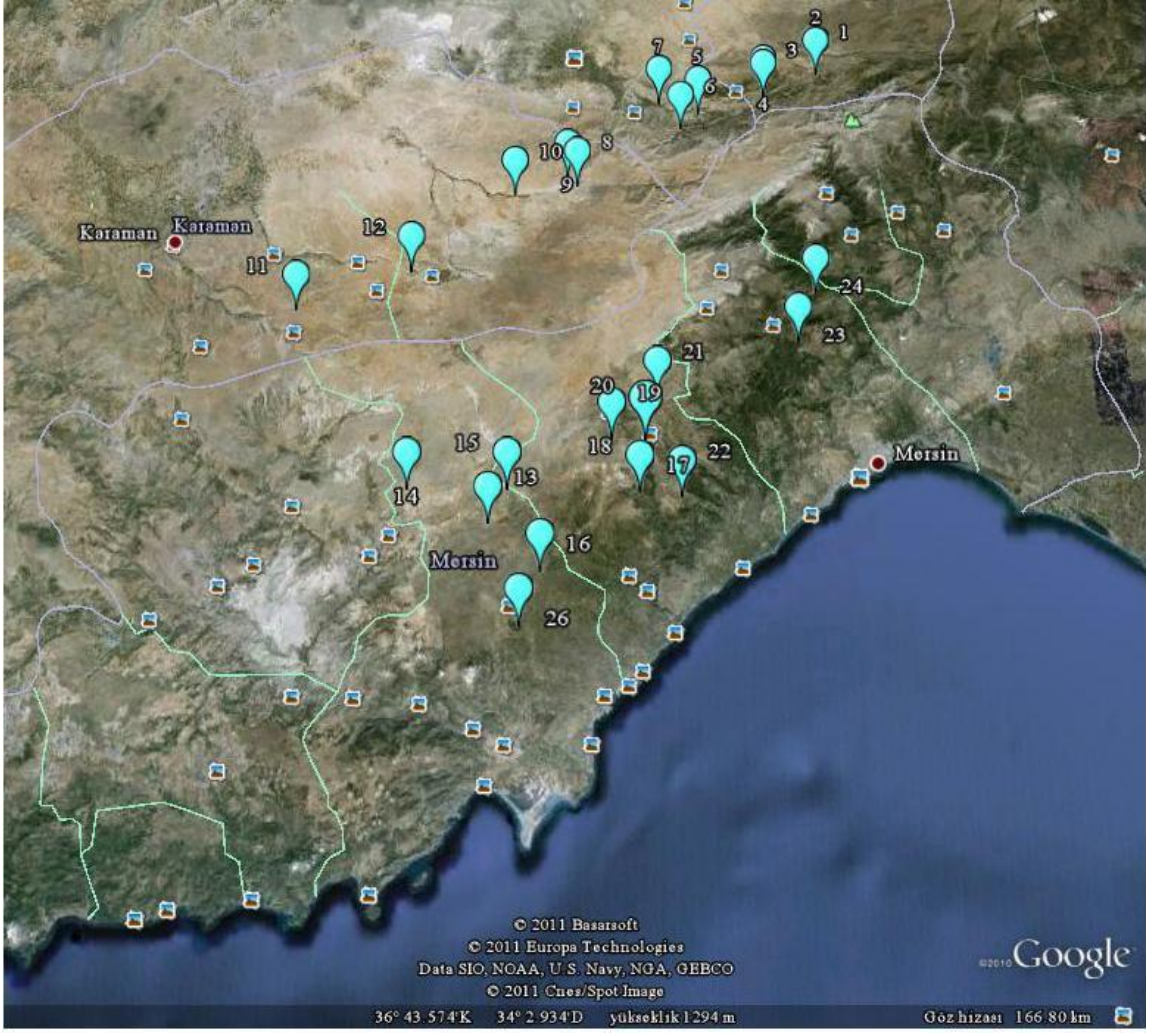 2
1
7
5
3
6
4
10
8
9
12
Karaman
Karaman
11
24
23
21
20
19
15
18
22
17
13
Mersin
14
16
Mersin
26
© 2011 Basarsoft
© 2011 Europa Technologies
Data SIO, NOAA, U.S. Navy, NGA, GEBCO
©2010 Google
© 2011 Cnes/Spot Image
36° 43.574'K 34° 2.934'D yükseklik 1294 m Göz hizası 166.80 km